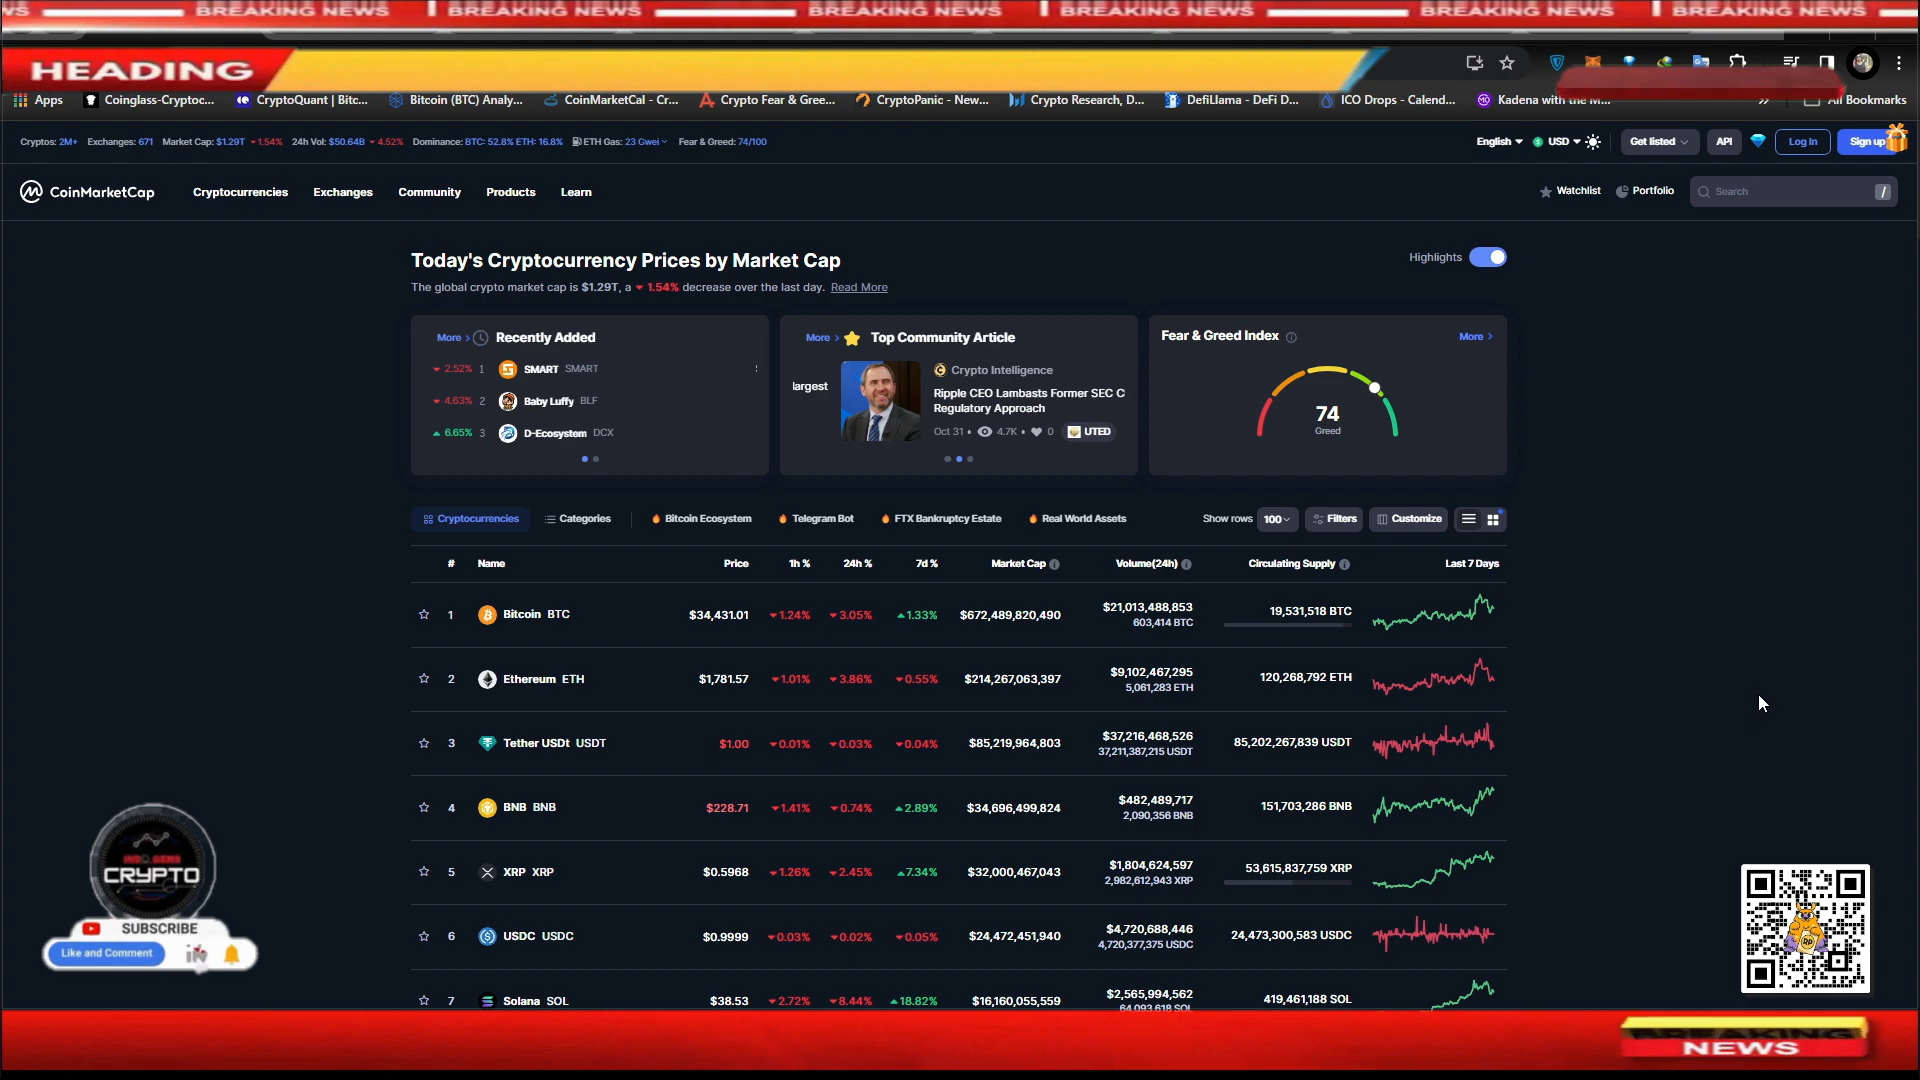 WS BREAKING NEWS BREAKING NEWS BREAKING NEWS BREAKING NEWS BREAKING NEWS BREAKING NEWS
HEADING
Apps Coinglass-Cryptoc... CryptoQuant | Bitc... Bitcoin (BTC) Analy... CoinMarketCal - Cr... Crypto Fear & Gree... CryptoPanic - New... Crypto Research, D... DefiLlama - DeFi D... ICO Drops - Calend... Kadena with the M... » All Bookmarks
Cryptos: 2M+ Exchanges: 671 Market Cap: $1.29T 1.54% 24h Vol: $50.64B 4.52% Dominance: BTC: 52.8% ETH: 16.8% ETH Gas: 23 Gwei Fear & Greed: 74/100
English USD Get listed API Log In Sign up
CoinMarketCap Cryptocurrencies Exchanges Community Products Learn Watchlist Portfolio Search /
Today's Cryptocurrency Prices by Market Cap
Highlights
The global crypto market cap is $1.29T, a 1.54% decrease over the last day. Read More
More > Recently Added
2.52% 1 SMART SMART
4.63% 2 Baby Luffy BLF
6.65% 3 D-Ecosystem DCX
More > Top Community Article
largest
Crypto Intelligence
Ripple CEO Lambasts Former SEC C
Regulatory Approach
Oct 31 • 4.7K • 0 UTED
Fear & Greed Index More >
74
Greed
Cryptocurrencies Categories Bitcoin Ecosystem Telegram Bot FTX Bankruptcy Estate Real World Assets Show rows 100 Filters Customize
# Name Price 1h % 24h % 7d % Market Cap Volume(24h) Circulating Supply Last 7 Days
1 Bitcoin BTC $34,431.01 1.24% 3.05% 1.33% $672,489,820,490 $21,013,488,853 19,531,518 BTC
603,414 BTC
2 Ethereum ETH $1,781.57 1.01% 3.86% 0.55% $214,267,063,397 $9,102,467,295 120,268,792 ETH
5,061,283 ETH
3 Tether USDt USDT $1.00 0.01% 0.03% 0.04% $85,219,964,803 $37,216,468,526 85,202,267,839 USDT
37,211,387,215 USDT
4 BNB BNB $228.71 1.41% 0.74% 2.89% $34,696,499,824 $482,489,717 151,703,286 BNB
2,090,356 BNB
5 XRP XRP $0.5968 1.26% 2.45% 7.34% $32,000,467,043 $1,804,624,597 53,615,837,759 XRP
2,982,612,943 XRP
6 USDC USDC $0.9999 0.03% 0.02% 0.05% $24,472,451,940 $4,720,688,446 24,473,300,583 USDC
4,720,377,375 USDC
7 Solana SOL $38.53 2.72% 8.44% 18.82% $16,160,055,559 $2,565,994,562 419,461,188 SOL
64,093,618 SOL
INDO GEMS
CRYPTO
SUBSCRIBE
Like and Comment
RP
BREAKING
NEWS